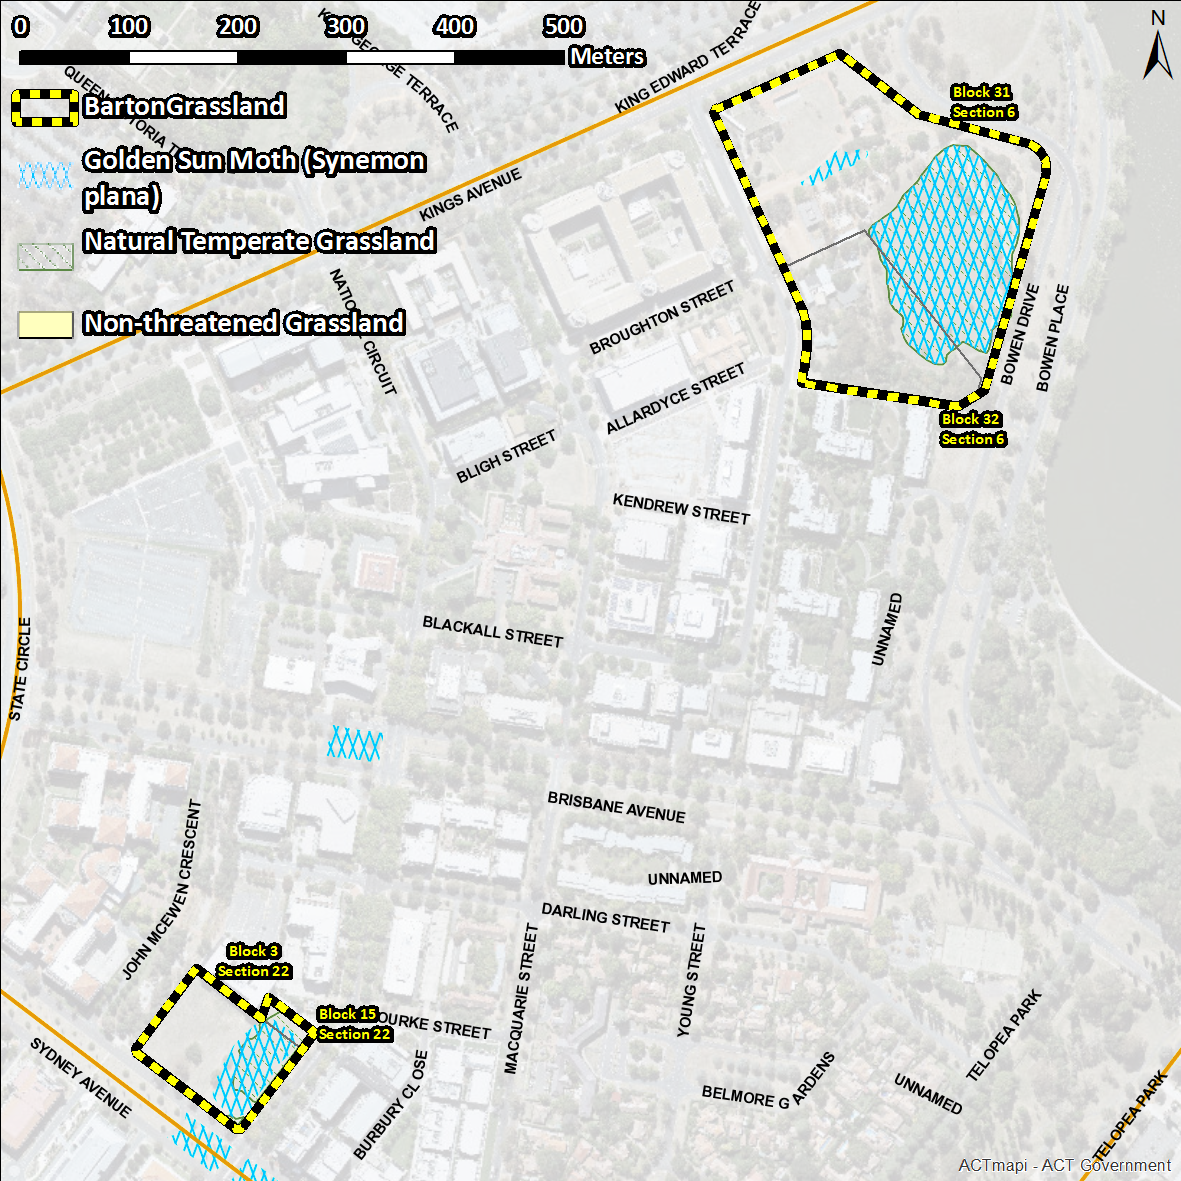 0 100 200 300 400 500
Meters
BartonGrassland
Golden Sun Moth (Synemon
plana)
Natural Temperate Grassland
Non-threatened Grassland
N
KING EDWARD TERRACE
KINGS AVENUE
NATIONAL CIRCUIT
Block 31
Section 6
BROUGHTON STREET
BOWEN DRIVE
BOWEN PLACE
ALLARDYCE STREET
Block 32
Section 6
BLIGH STREET
KENDREW STREET
BLACKALL STREET
UNNAMED
STATE CIRCLE
BRISBANE AVENUE
JOHN MCEWEN CRESCENT
UNNAMED
DARLING STREET
Block 3
Section 22
Block 15
Section 22
OURKE STREET
MACQUARIE STREET
YOUNG STREET
SYDNEY AVENUE
BURBURY CLOSE
BELMORE GARDENS
UNNAMED
TELOPEA PARK
TELOPEA PARK
ACTmapi - ACT Government